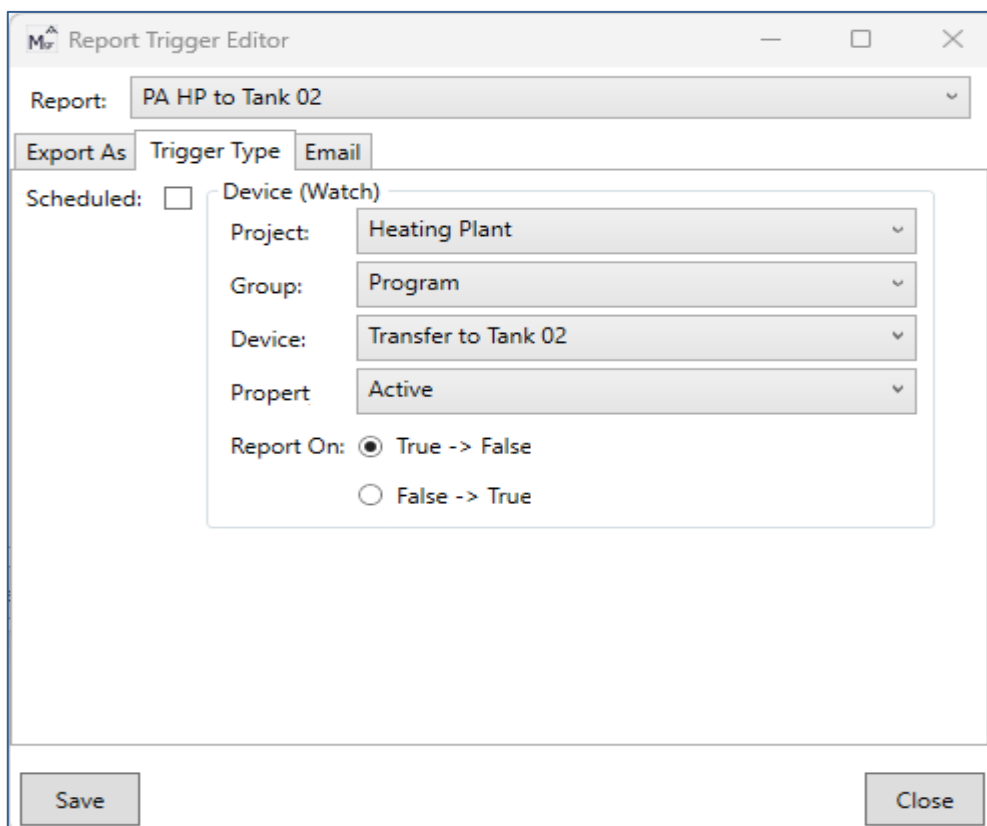 Report Trigger Editor
Report: PA HP to Tank 02
Export As Trigger Type Email
Scheduled: Device (Watch)
Project: Heating Plant
Group: Program
Device: Transfer to Tank 02
Propert Active
Report On: True -> False
False -> True
Save Close